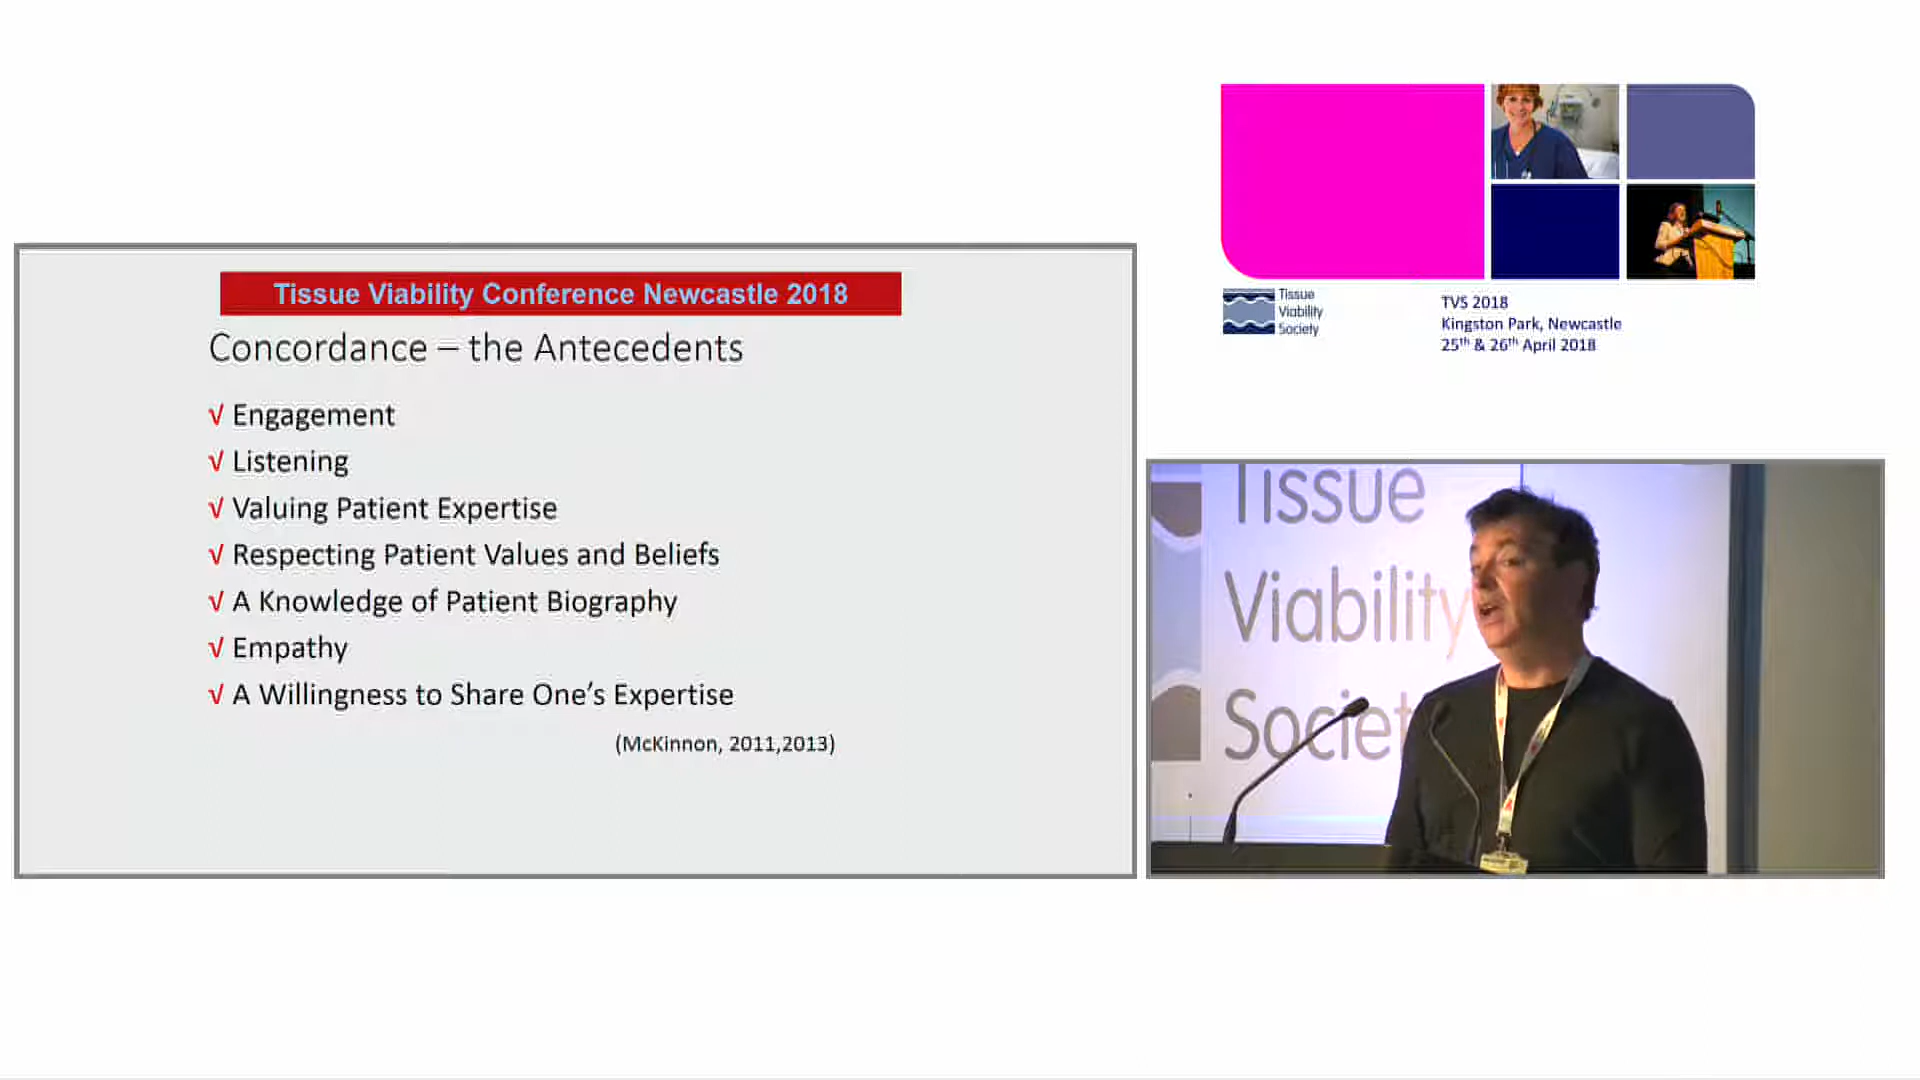 Tissue Viability Conference Newcastle 2018
Concordance – the Antecedents
√ Engagement
√ Listening
√ Valuing Patient Expertise
√ Respecting Patient Values and Beliefs
√ A Knowledge of Patient Biography
√ Empathy
√ A Willingness to Share One’s Expertise
(McKinnon, 2011,2013)
Tissue
Viability
Society
TVS 2018
Kingston Park, Newcastle
25th & 26th April 2018
Tissue
Viability
Societ